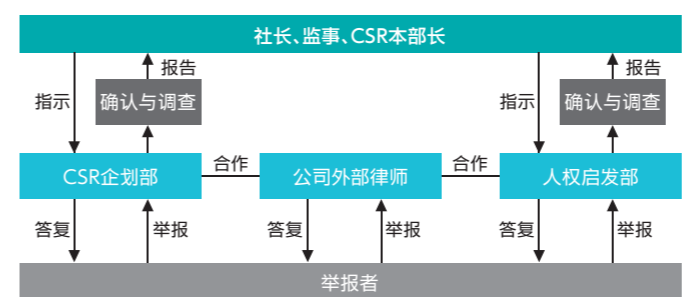 社长、监事、CSR本部长
报告
报告
指示
确认与调查
指示
确认与调查
CSR企划部
合作
公司外部律师
合作
人权启发部
答复
举报
答复
举报
答复
举报
举报者